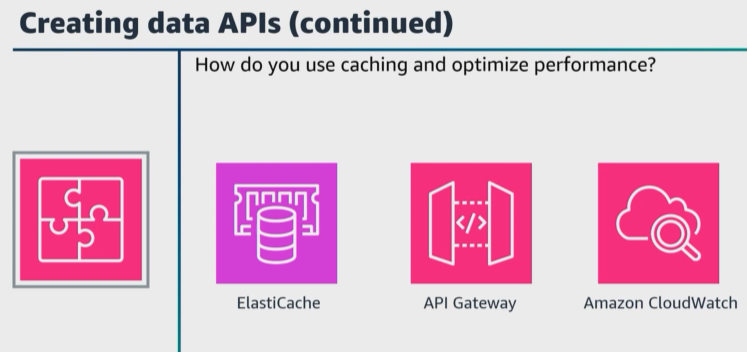 Creating data APIs (continued)
How do you use caching and optimize performance?
</>
ElastiCache
API Gateway
Amazon CloudWatch